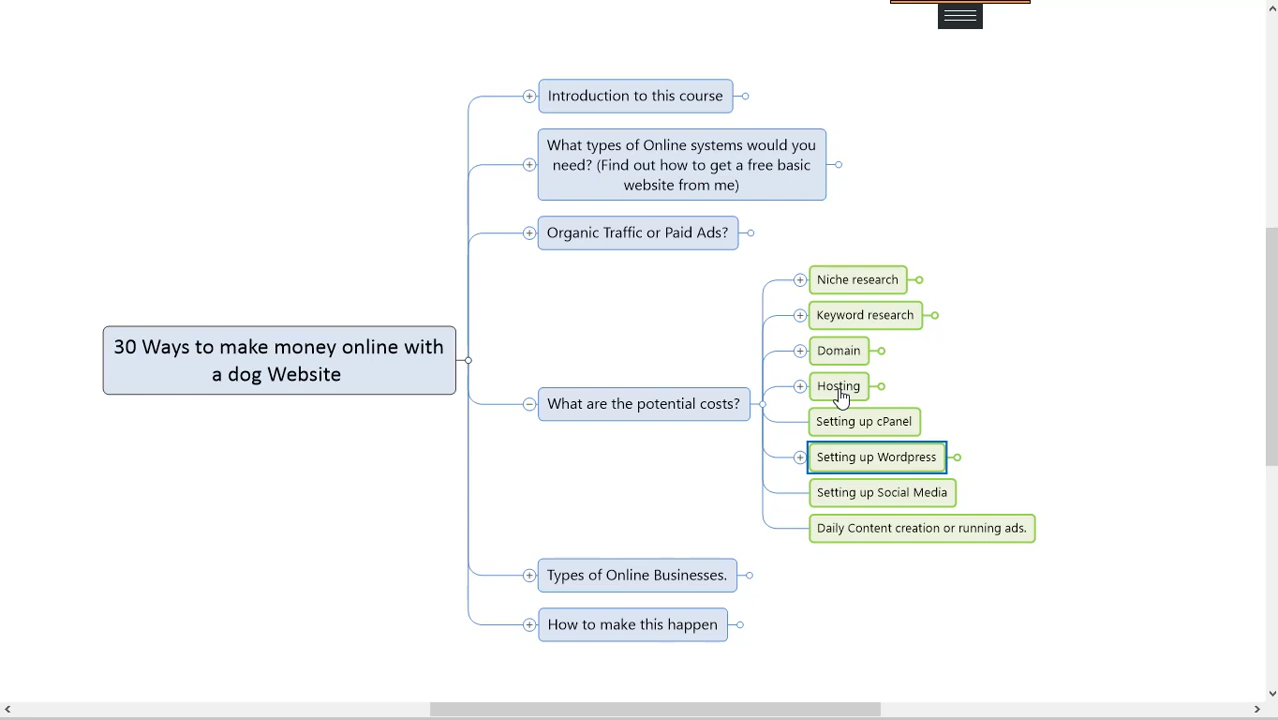 Introduction to this course
What types of Online systems would you
need? (Find out how to get a free basic
website from me)
Organic Traffic or Paid Ads?
30 Ways to make money online with
a dog Website
What are the potential costs?
Niche research
Keyword research
Domain
Hosting
Setting up cPanel
Setting up Wordpress
Setting up Social Media
Daily Content creation or running ads.
Types of Online Businesses.
How to make this happen